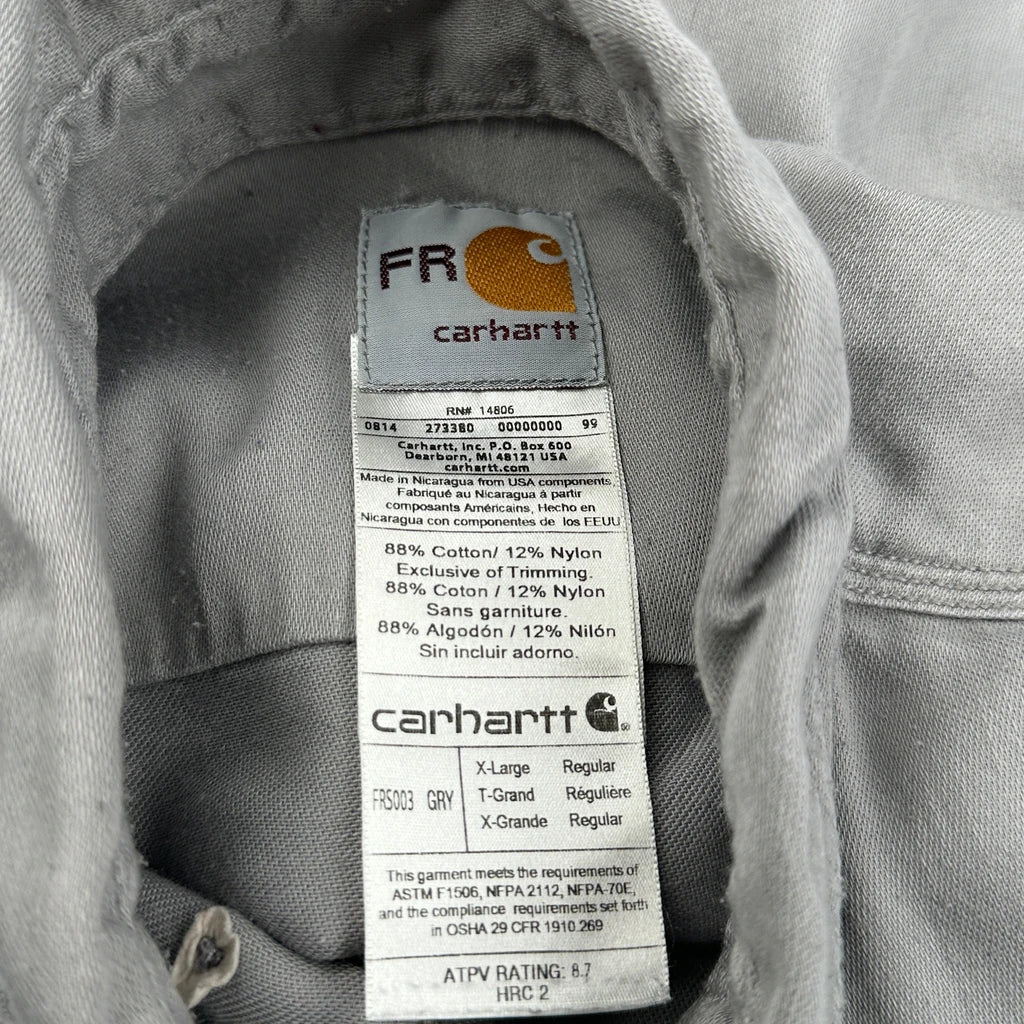 FR
carhartt
RN# 14806
0814 273380 00000000 99
Carhartt, Inc. P.O. Box 600
Dearborn, MI 48121 USA
carhartt.com
Made in Nicaragua from USA components,
Fabriqué au Nicaragua à partir
composants Américains, Hecho en
Nicaragua con componentes de los EEUU
88% Cotton/ 12% Nylon
Exclusive of Trimming.
88% Coton / 12% Nylon
Sans garniture.
88% Algodón / 12% Nilón
Sin incluir adorno.
carhartt
FRS003 GRY
X-Large Regular
T-Grand Régulière
X-Grande Regular
This garment meets the requirements of
ASTM F1506, NFPA 2112, NFPA-70E,
and the compliance requirements set forth
in OSHA 29 CFR 1910.269
ATPV RATING: 8.7
HRC 2